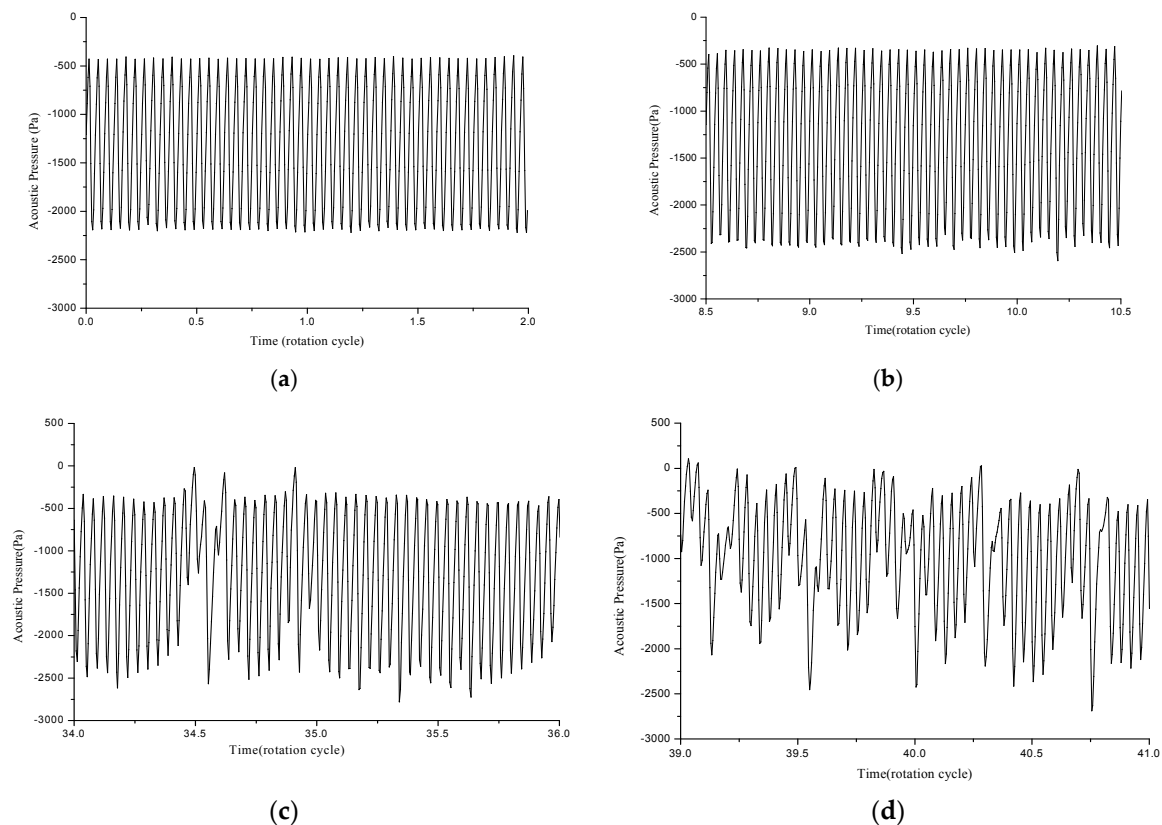 0
-500
-1000
-1500
-2000
-2500
-3000
Acoustic Pressure (Pa)
0.0 0.5 1.0 1.5 2.0
Time (rotation cycle)
(a)
0
-500
-1000
-1500
-2000
-2500
-3000
Acoustic Pressure(Pa)
8.5 9.0 9.5 10.0 10.5
Time(rotation cycle)
(b)
500
0
-500
-1000
-1500
-2000
-2500
-3000
Acoustic Pressure(Pa)
34.0 34.5 35.0 35.5 36.0
Time(rotation cycle)
(c)
500
0
-500
-1000
-1500
-2000
-2500
-3000
Acoustic Pressure(Pa)
39.0 39.5 40.0 40.5 41.0
Time(rotation cycle)
(d)